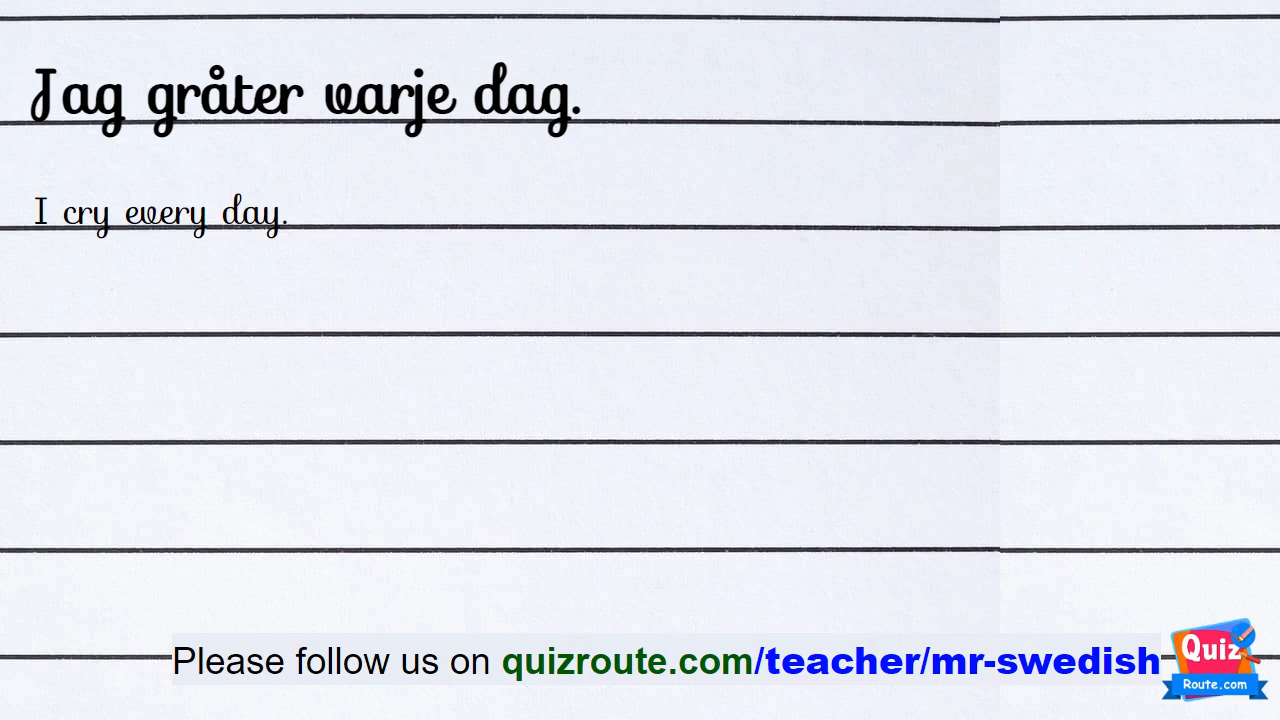 Jag gråter varje dag.
I cry every day.
Please follow us on quizroute.com/teacher/mr-swedish
Quiz
Route.com